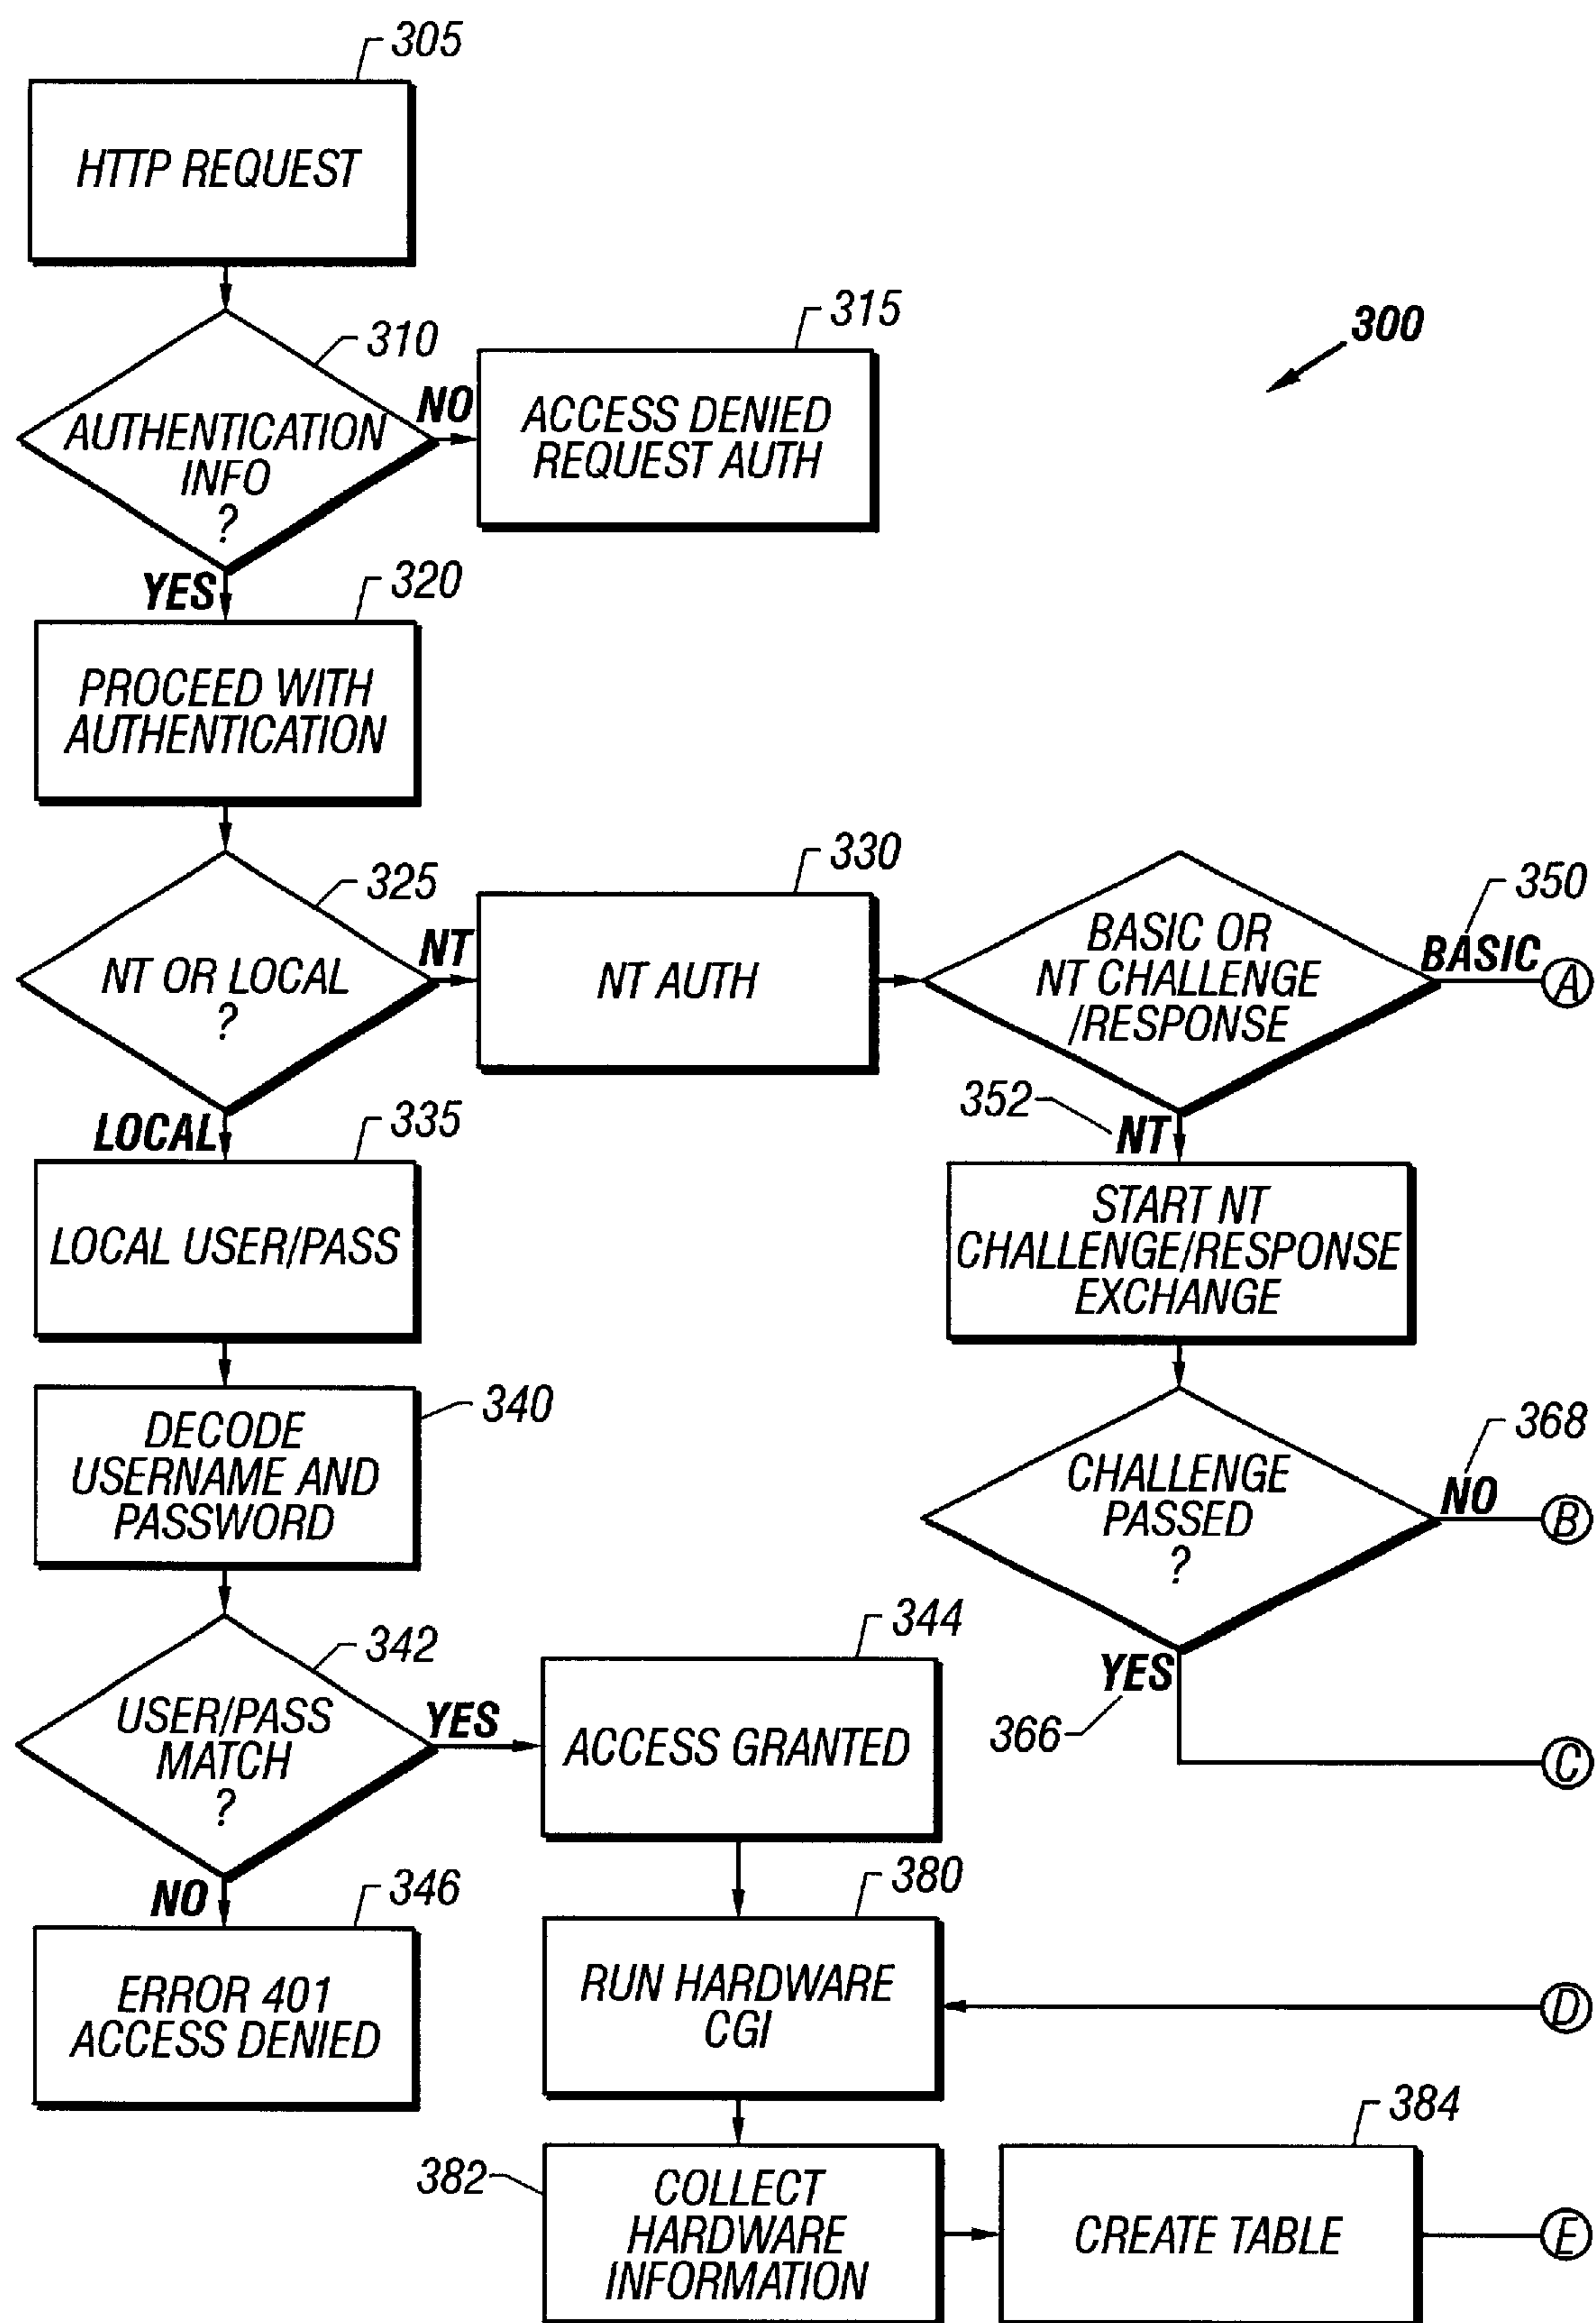 305
HTTP REQUEST
310
AUTHENTICATION
INFO
?
NO
315
ACCESS DENIED
REQUEST AUTH
300
YES
320
PROCEED WITH
AUTHENTICATION
325
NT OR LOCAL
?
NT
330
NT AUTH
BASIC OR
NT CHALLENGE
/RESPONSE
350
BASIC
A
352
NT
START NT
CHALLENGE/RESPONSE
EXCHANGE
LOCAL
335
LOCAL USER/PASS
340
DECODE
USERNAME AND
PASSWORD
CHALLENGE
PASSED
?
368
NO
B
YES
366
C
342
USER/PASS
MATCH
?
YES
344
ACCESS GRANTED
NO
346
ERROR 401
ACCESS DENIED
380
RUN HARDWARE
CGI
D
382
COLLECT
HARDWARE
INFORMATION
384
CREATE TABLE
E